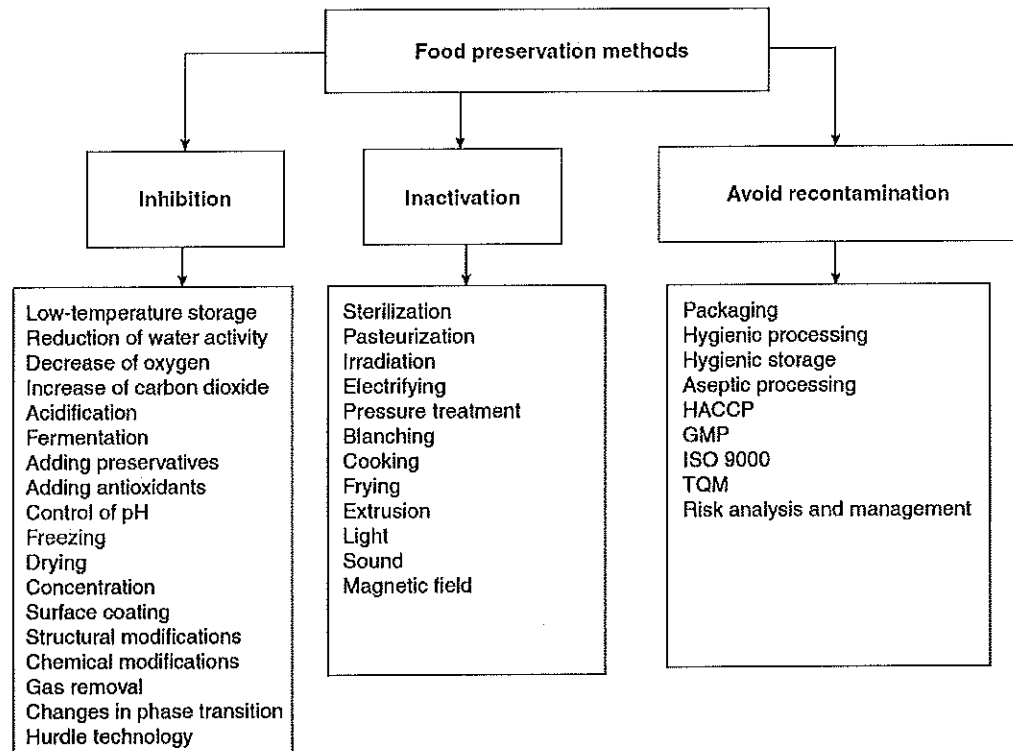 Food preservation methods
Inhibition
Inactivation
Avoid recontamination
Low-temperature storage
Reduction of water activity
Decrease of oxygen
Increase of carbon dioxide
Acidification
Fermentation
Adding preservatives
Adding antioxidants
Control of pH
Freezing
Drying
Concentration
Surface coating
Structural modifications
Chemical modifications
Gas removal
Changes in phase transition
Hurdle technology
Sterilization
Pasteurization
Irradiation
Electrifying
Pressure treatment
Blanching
Cooking
Frying
Extrusion
Light
Sound
Magnetic field
Packaging
Hygienic processing
Hygienic storage
Aseptic processing
HACCP
GMP
ISO 9000
TQM
Risk analysis and management